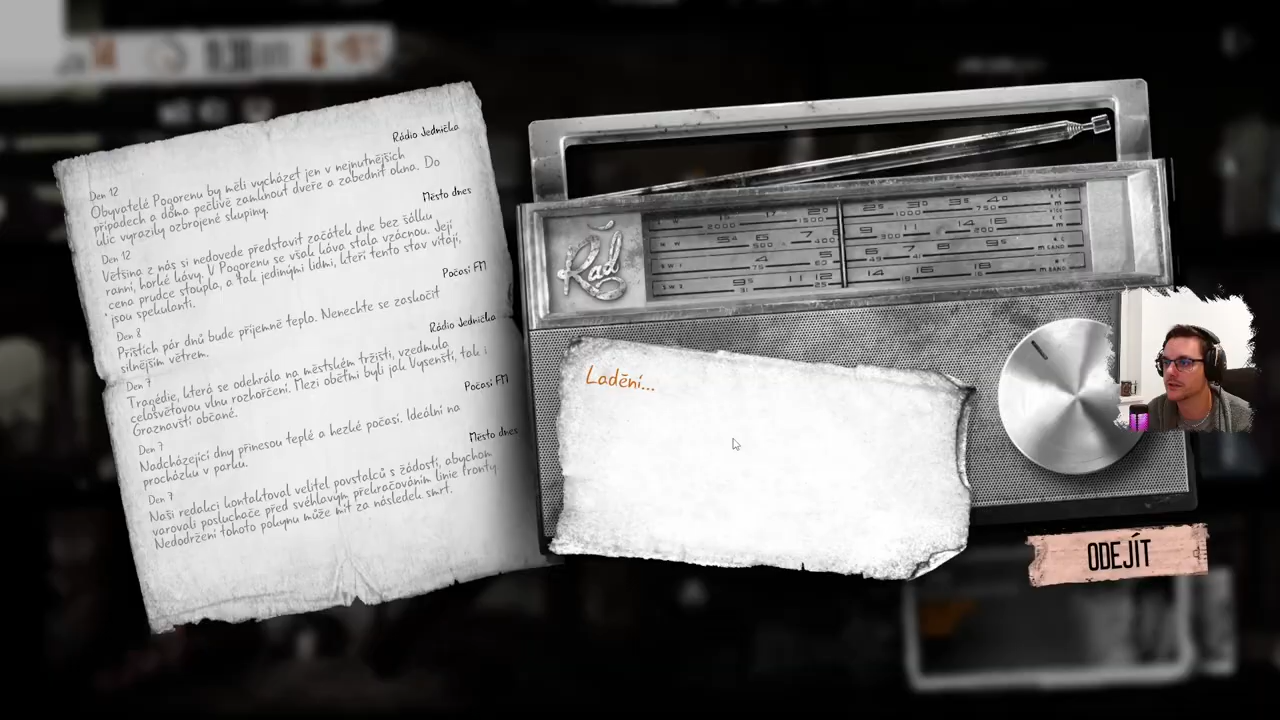 Rádio Jednička
Den 12
Obyvatelé Pogorenu by měli vycházet jen v nejnutnějších
případech a doma pečlivě zamknout dveře a zabednit okna. Do
ulic vyrazily ozbrojené skupiny.
Město dnes
Den 12
Většina z nás si nedovede představit začátek dne bez šálku
ranní, horké kávy. V Pogorenu se však káva stala vzácnou. Její
cena prudce stoupla, a tak jedinými lidmi, kteří tento stav vítají,
jsou spekulanti.
Počasí FM
Den 8
Příštích pár dnů bude příjemně teplo. Nenechte se zaskočit
silnějším větrem.
Rádio Jednička
Den 7
Tragédie, která se odehrála na městském tržišti, vzedmula
celosvětovou vlnu rozhořčení. Mezi oběťmi byli jak Vysenští, tak i
Graznavští občané.
Počasí FM
Den 7
Nadcházející dny přinesou teplé a hezké počasí. Ideální na
procházku v parku.
Město dnes
Den 7
Naši redakci kontaktoval velitel povstalců s žádostí, abychom
varovali posluchače před svéhlavým překračováním linie fronty.
Nedodržení tohoto pokynu může mít za následek smrt.
Rad
Ladění...
ODEJÍT